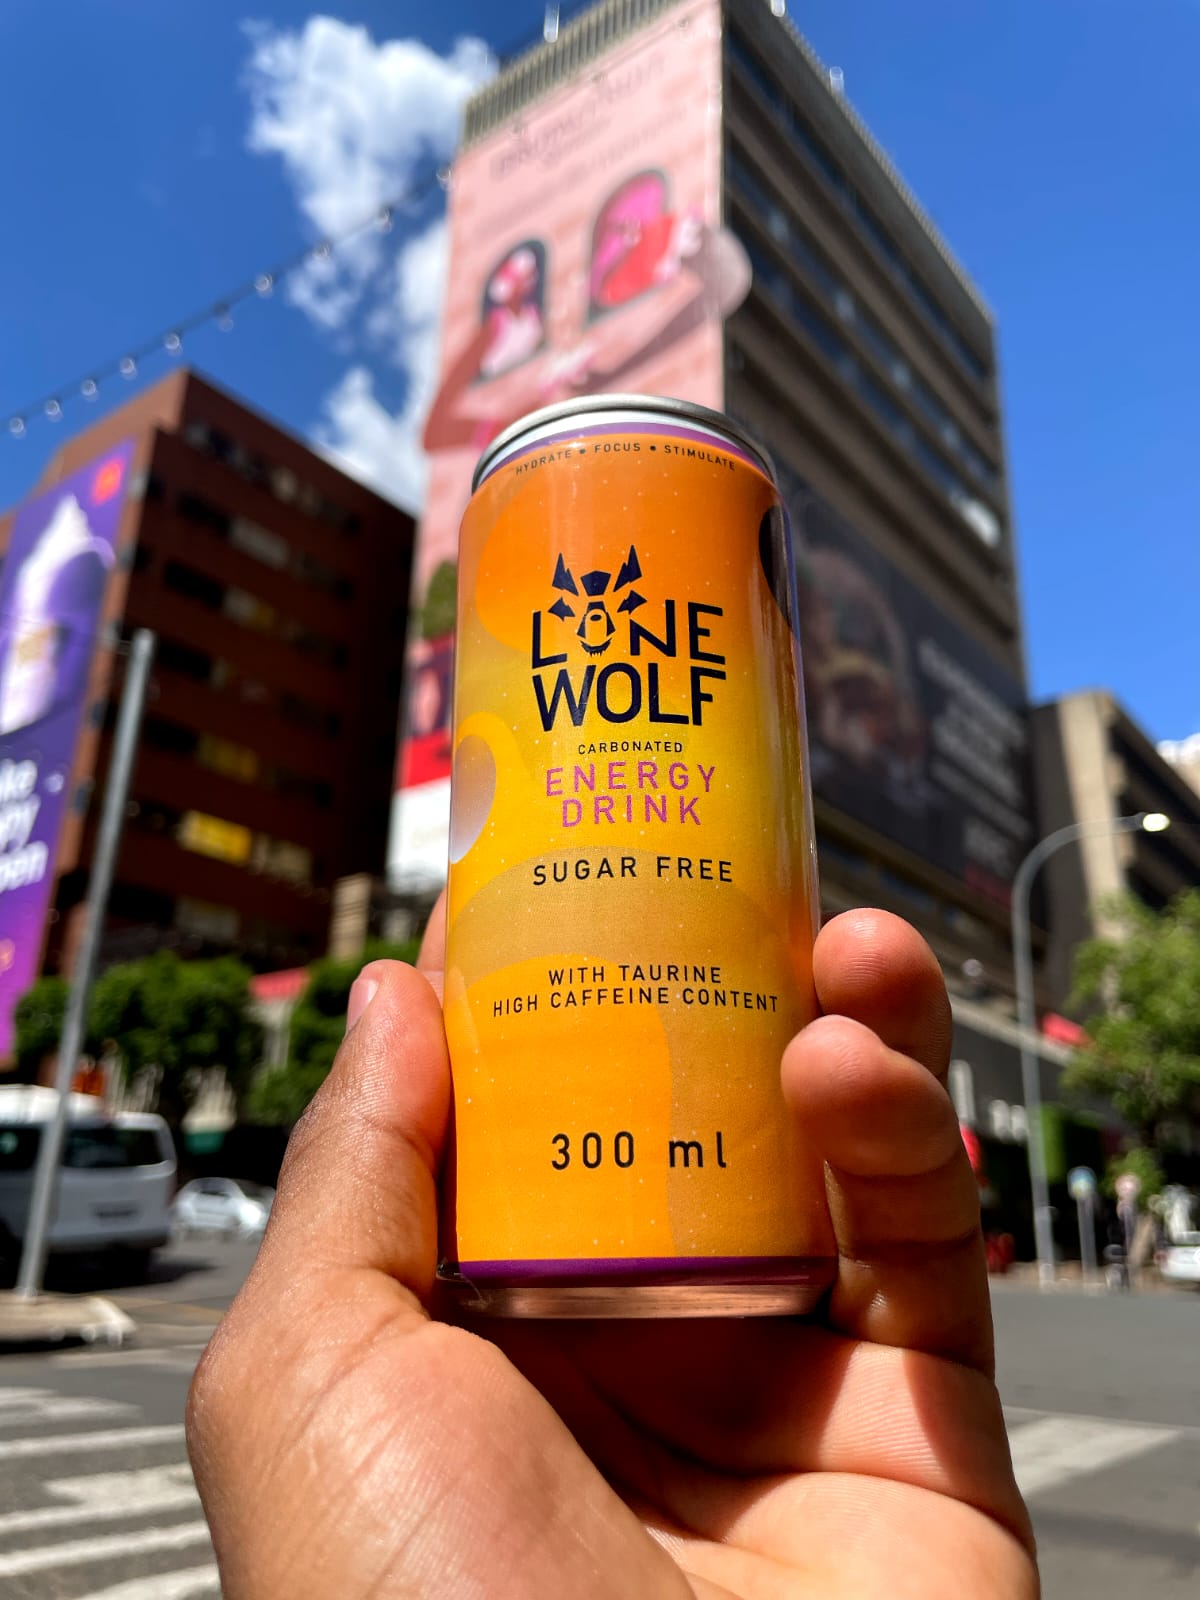 HYDRATE • FOCUS • STIMULATE
LONE
WOLF
CARBONATED
ENERGY
DRINK
SUGAR FREE
WITH TAURINE
HIGH CAFFEINE CONTENT
300 ml